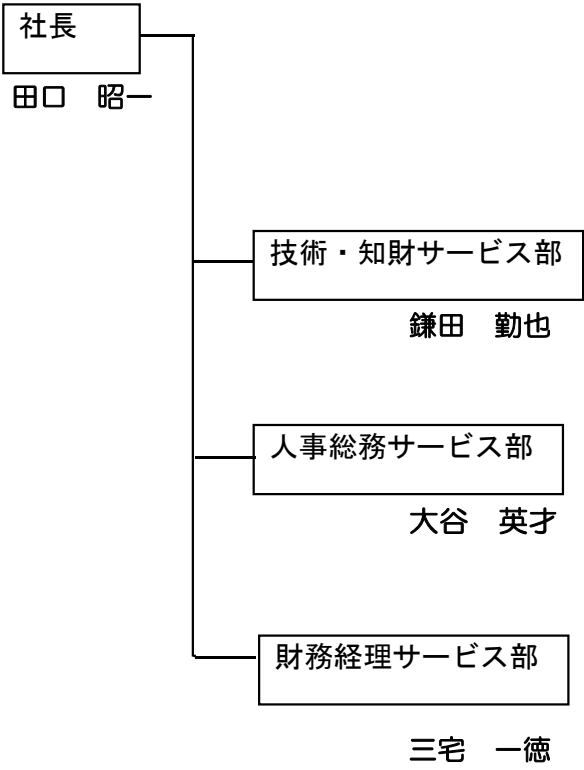 社長
田口　昭一
技術・知財サービス部
鎌田　勤也
人事総務サービス部
大谷　英才
財務経理サービス部
三宅　一徳